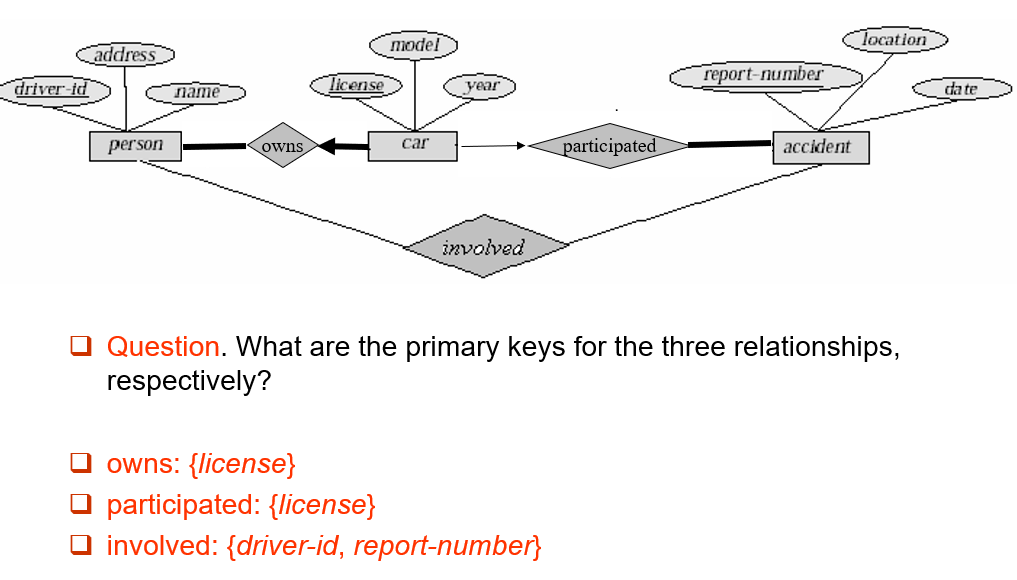 address
model
location
driver-id
name
license
year
report-number
date
person
owns
car
participated
accident
involved
❑ Question. What are the primary keys for the three relationships,
respectively?
❑ owns: {license}
❑ participated: {license}
❑ involved: {driver-id, report-number}